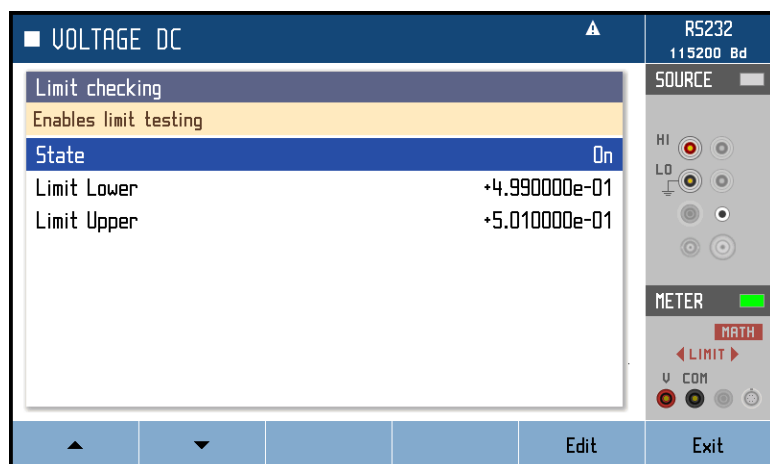 VOLTAGE DC
RS232
115200 Bd
Limit checking
Enables limit testing
State On
Limit Lower +4.990000e-01
Limit Upper +5.010000e-01
SOURCE
HI
LO
METER
MATH
LIMIT
V COM
Edit
Exit